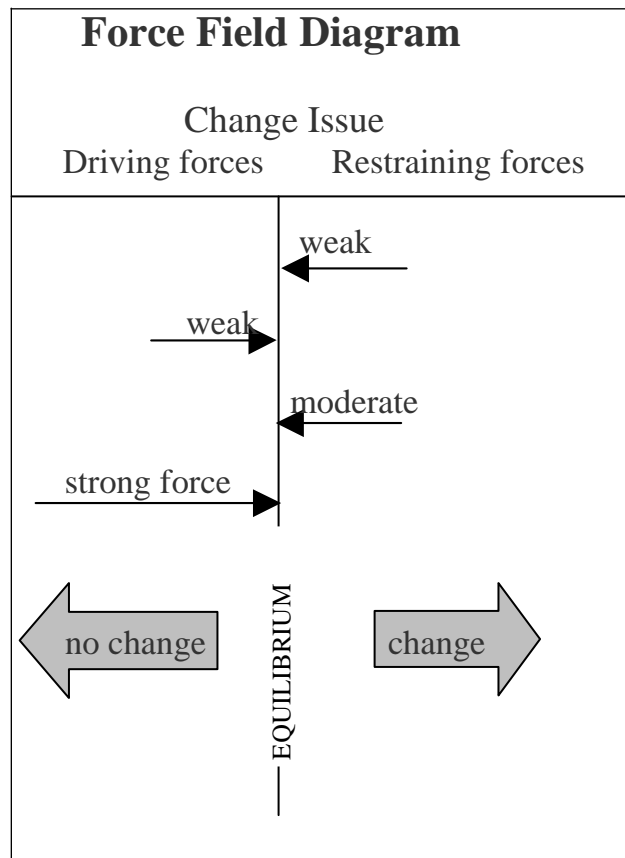 Force Field Diagram
Change Issue
Driving forces Restraining forces
weak
weak
moderate
strong force
no change
EQUILIBRIUM
change